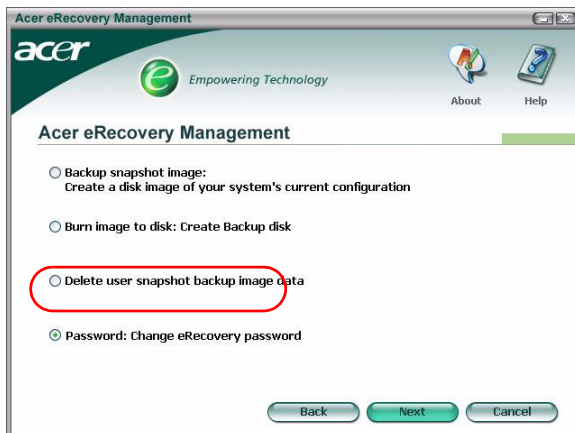 Acer eRecovery Management
acer
e Empowering Technology
About Help
Acer eRecovery Management
Backup snapshot image:
Create a disk image of your system's current configuration
Burn image to disk: Create Backup disk
Delete user snapshot backup image data
Password: Change eRecovery password
Back Next Cancel